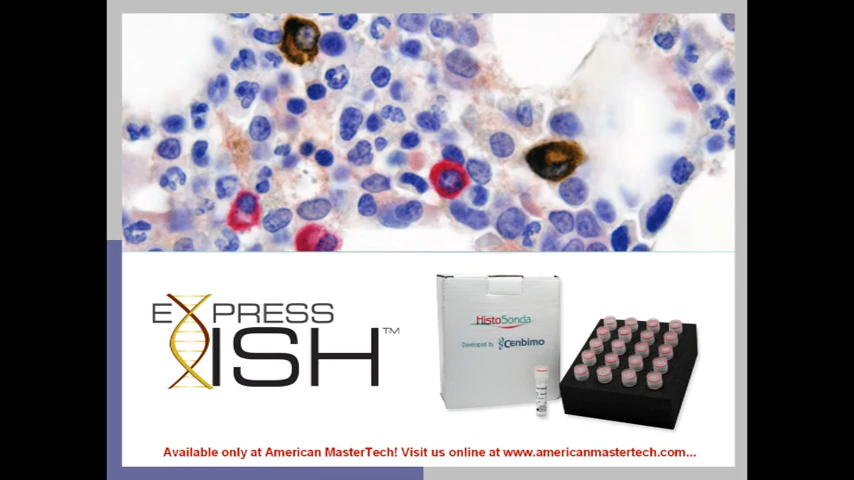 EXPRESS
ISH™
HistoSonda
Developed by Cenbimo
Available only at American MasterTech! Visit us online at www.americanmastertech.com...